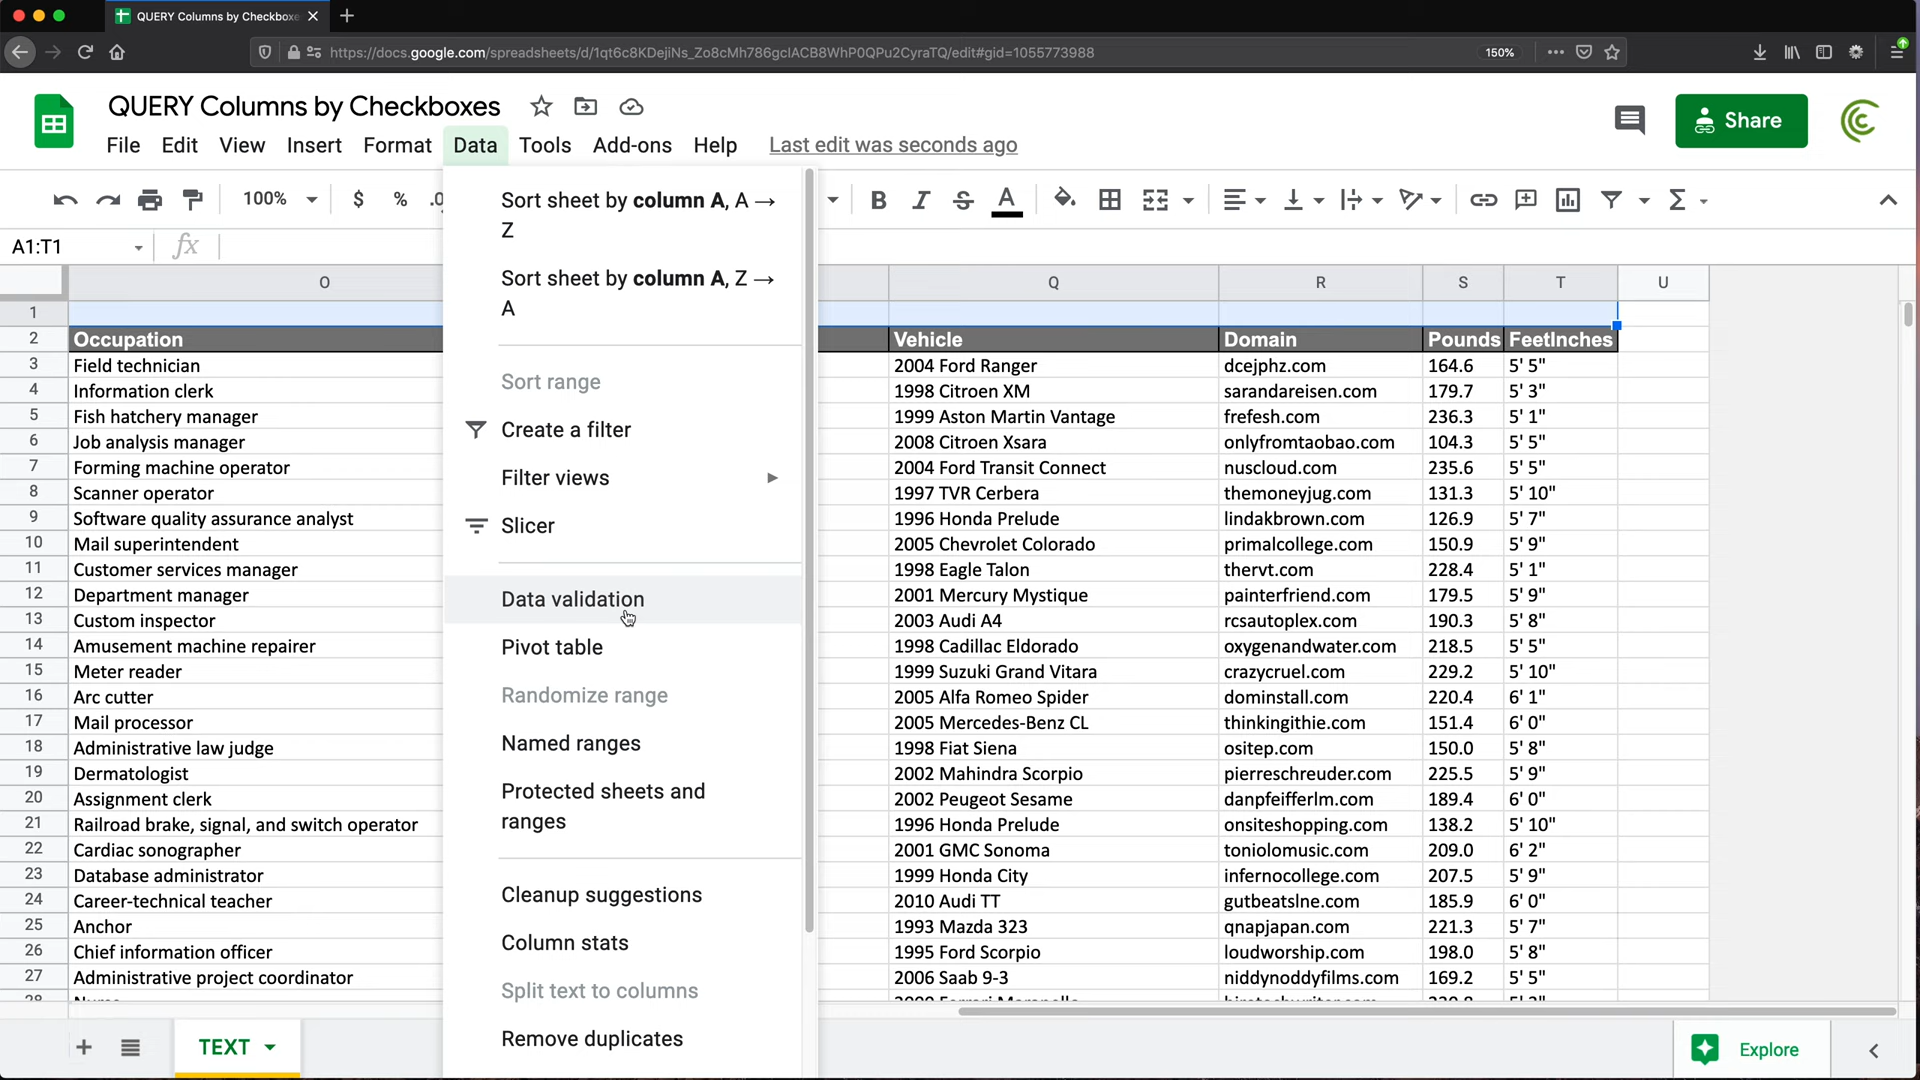 QUERY Columns by Checkboxe
https://docs.google.com/spreadsheets/d/1qt6c8KDejiNs_Zo8cMh786gclACB8WhP0QPu2CyraTQ/edit#gid=1055773988 150%
QUERY Columns by Checkboxes
Share
File Edit View Insert Format Data Tools Add-ons Help Last edit was seconds ago
100% $ % .0 B I S A Σ
A1:T1 fx
Sort sheet by column A, A →
Z
Sort sheet by column A, Z →
A
Sort range
Create a filter
Filter views
Slicer
Data validation
Pivot table
Randomize range
Named ranges
Protected sheets and
ranges
Cleanup suggestions
Column stats
Split text to columns
Remove duplicates
O Q R S T U
1
2 Occupation Vehicle Domain Pounds FeetInches
3 Field technician 2004 Ford Ranger dcejphz.com 164.6 5' 5"
4 Information clerk 1998 Citroen XM sarandareisen.com 179.7 5' 3"
5 Fish hatchery manager 1999 Aston Martin Vantage frefesh.com 236.3 5' 1"
6 Job analysis manager 2008 Citroen Xsara onlyfromtaobao.com 104.3 5' 5"
7 Forming machine operator 2004 Ford Transit Connect nuscloud.com 235.6 5' 5"
8 Scanner operator 1997 TVR Cerbera themoneyjug.com 131.3 5' 10"
9 Software quality assurance analyst 1996 Honda Prelude lindakbrown.com 126.9 5' 7"
10 Mail superintendent 2005 Chevrolet Colorado primalcollege.com 150.9 5' 9"
11 Customer services manager 1998 Eagle Talon thervt.com 228.4 5' 1"
12 Department manager 2001 Mercury Mystique painterfriend.com 179.5 5' 9"
13 Custom inspector 2003 Audi A4 rcsautoplex.com 190.3 5' 8"
14 Amusement machine repairer 1998 Cadillac Eldorado oxygenandwater.com 218.5 5' 5"
15 Meter reader 1999 Suzuki Grand Vitara crazycruel.com 229.2 5' 10"
16 Arc cutter 2005 Alfa Romeo Spider dominstall.com 220.4 6' 1"
17 Mail processor 2005 Mercedes-Benz CL thinkingithie.com 151.4 6' 0"
18 Administrative law judge 1998 Fiat Siena ositep.com 150.0 5' 8"
19 Dermatologist 2002 Mahindra Scorpio pierreschreuder.com 225.5 5' 9"
20 Assignment clerk 2002 Peugeot Sesame danpfeifferlm.com 189.4 6' 0"
21 Railroad brake, signal, and switch operator 1996 Honda Prelude onsiteshopping.com 138.2 5' 10"
22 Cardiac sonographer 2001 GMC Sonoma toniolomusic.com 209.0 6' 2"
23 Database administrator 1999 Honda City infernocollege.com 207.5 5' 9"
24 Career-technical teacher 2010 Audi TT gutbeatslne.com 185.9 6' 0"
25 Anchor 1993 Mazda 323 qnapjapan.com 221.3 5' 7"
26 Chief information officer 1995 Ford Scorpio loudworship.com 198.0 5' 8"
27 Administrative project coordinator 2006 Saab 9-3 niddynoddyfilms.com 169.2 5' 5"
28
TEXT Explore